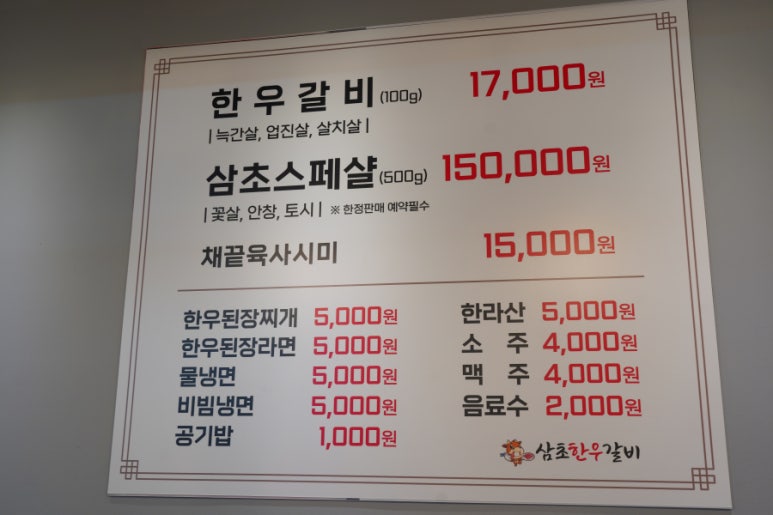 한우갈비(100g) 17,000원
| 늑간살, 업진살, 살치살 |
삼초스페샬(500g) 150,000원
| 꽃살, 안창, 토시 | ※ 한정판매 예약필수
채끝육사시미 15,000원
한우된장찌개 5,000원
한우된장라면 5,000원
물냉면 5,000원
비빔냉면 5,000원
공기밥 1,000원
한라산 5,000원
소주 4,000원
맥주 4,000원
음료수 2,000원
삼초한우갈비